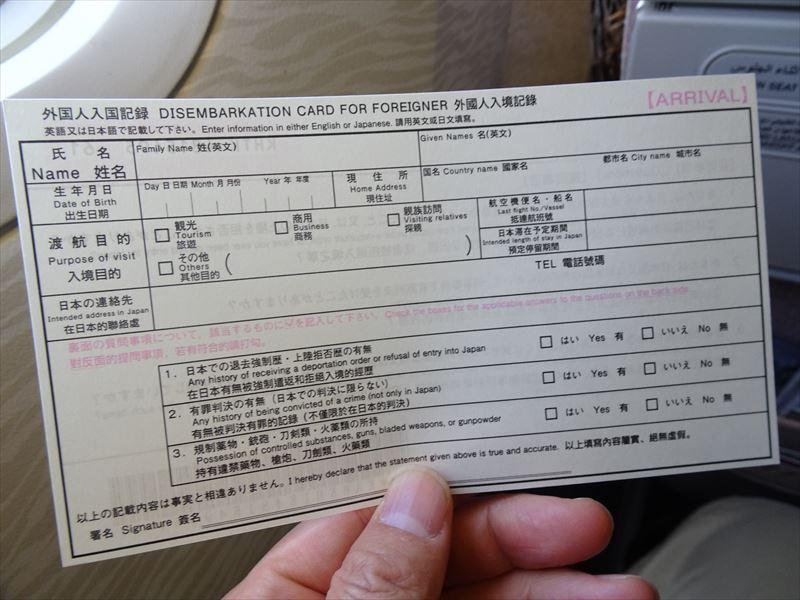 外国人入国記録 DISEMBARKATION CARD FOR FOREIGNER 外國人入境記錄
【ARRIVAL】
英語又は日本語で記載して下さい。Enter information in either English or Japanese. 請用英文或日文填寫。
氏 名
Name 姓名
Family Name 姓(英文)
Given Names 名(英文)
生 年 月 日
Date of Birth
出生日期
Day 日 日期 Month 月 月份 Year 年 年度
現 住 所
Home Address
現住址
国名 Country name 國家名
都市名 City name 城市名
渡 航 目 的
Purpose of visit
入境目的
観光
Tourism
旅遊
商用
Business
商務
親族訪問
Visiting relatives
探親
その他
Others
其他目的
( )
航空機便名・船名
Last flight No./Vessel
抵達航班號
日本滞在予定期間
Intended length of stay in Japan
預定停留期間
日本の連絡先
Intended address in Japan
在日本的聯絡處
TEL 電話號碼
裏面の質問事項について、該当するものに☑を記入して下さい。Check the boxes for the applicable answers to the questions on the back side.
對反面的提問事項，若有符合的請打勾。
1. 日本での退去強制歴・上陸拒否歴の有無
Any history of receiving a deportation order or refusal of entry into Japan
在日本有無被強制遣返和拒絕入境的經歷
はい Yes 有 いいえ No 無
2. 有罪判決の有無（日本での判決に限らない）
Any history of being convicted of a crime (not only in Japan)
有無被判決有罪的記錄（不僅限於在日本的判決）
はい Yes 有 いいえ No 無
3. 規制薬物・銃砲・刀剣類・火薬類の所持
Possession of controlled substances, guns, bladed weapons, or gunpowder
持有違禁藥物、槍炮、刀劍類、火藥類
はい Yes 有 いいえ No 無
以上の記載内容は事実と相違ありません。I hereby declare that the statement given above is true and accurate. 以上填寫內容屬實、絕無虛假。
署名 Signature 簽名